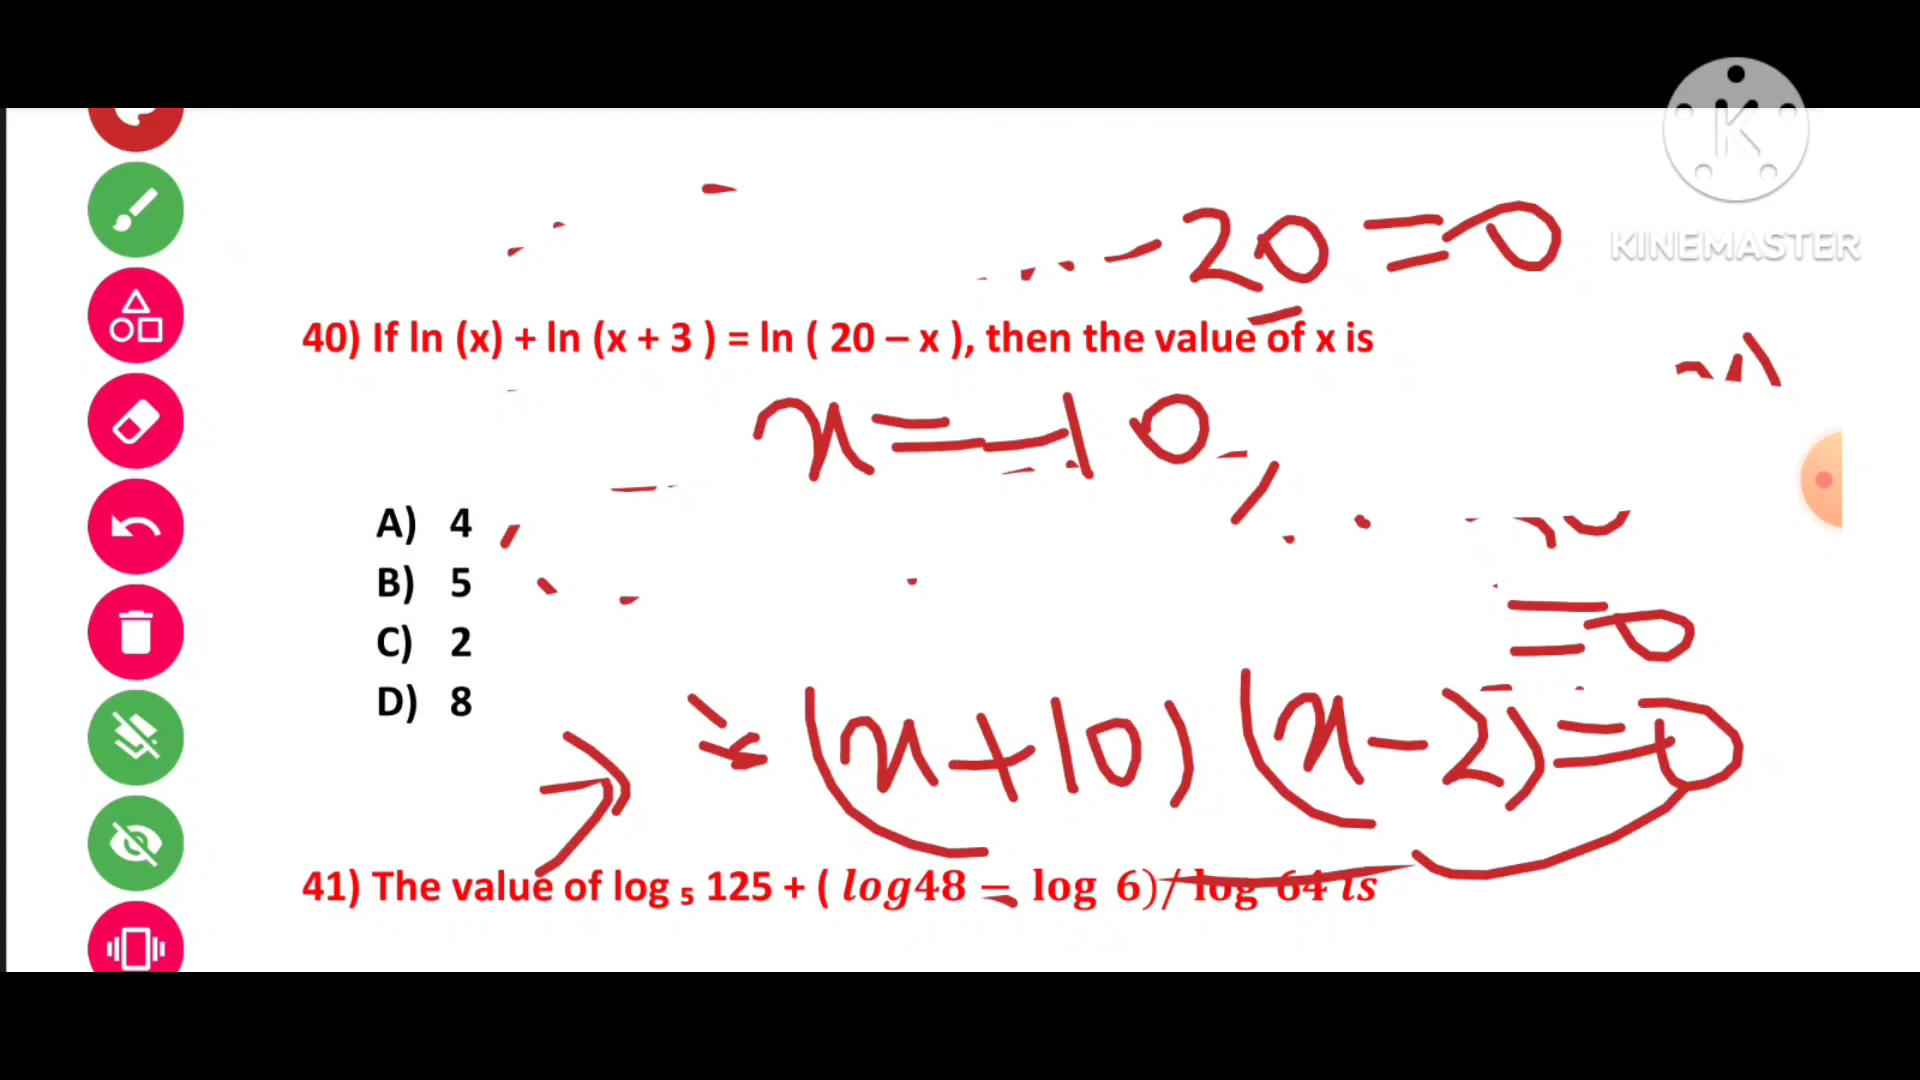 -20=0
KINEMASTER
40) If ln (x) + ln (x + 3 ) = ln ( 20 – x ), then the value of x is
x=-10,
A) 4
B) 5
C) 2
D) 8
=0
(x+10)(x-2)=0
41) The value of log ₅ 125 + ( log48 − log 6)/ log 64 is